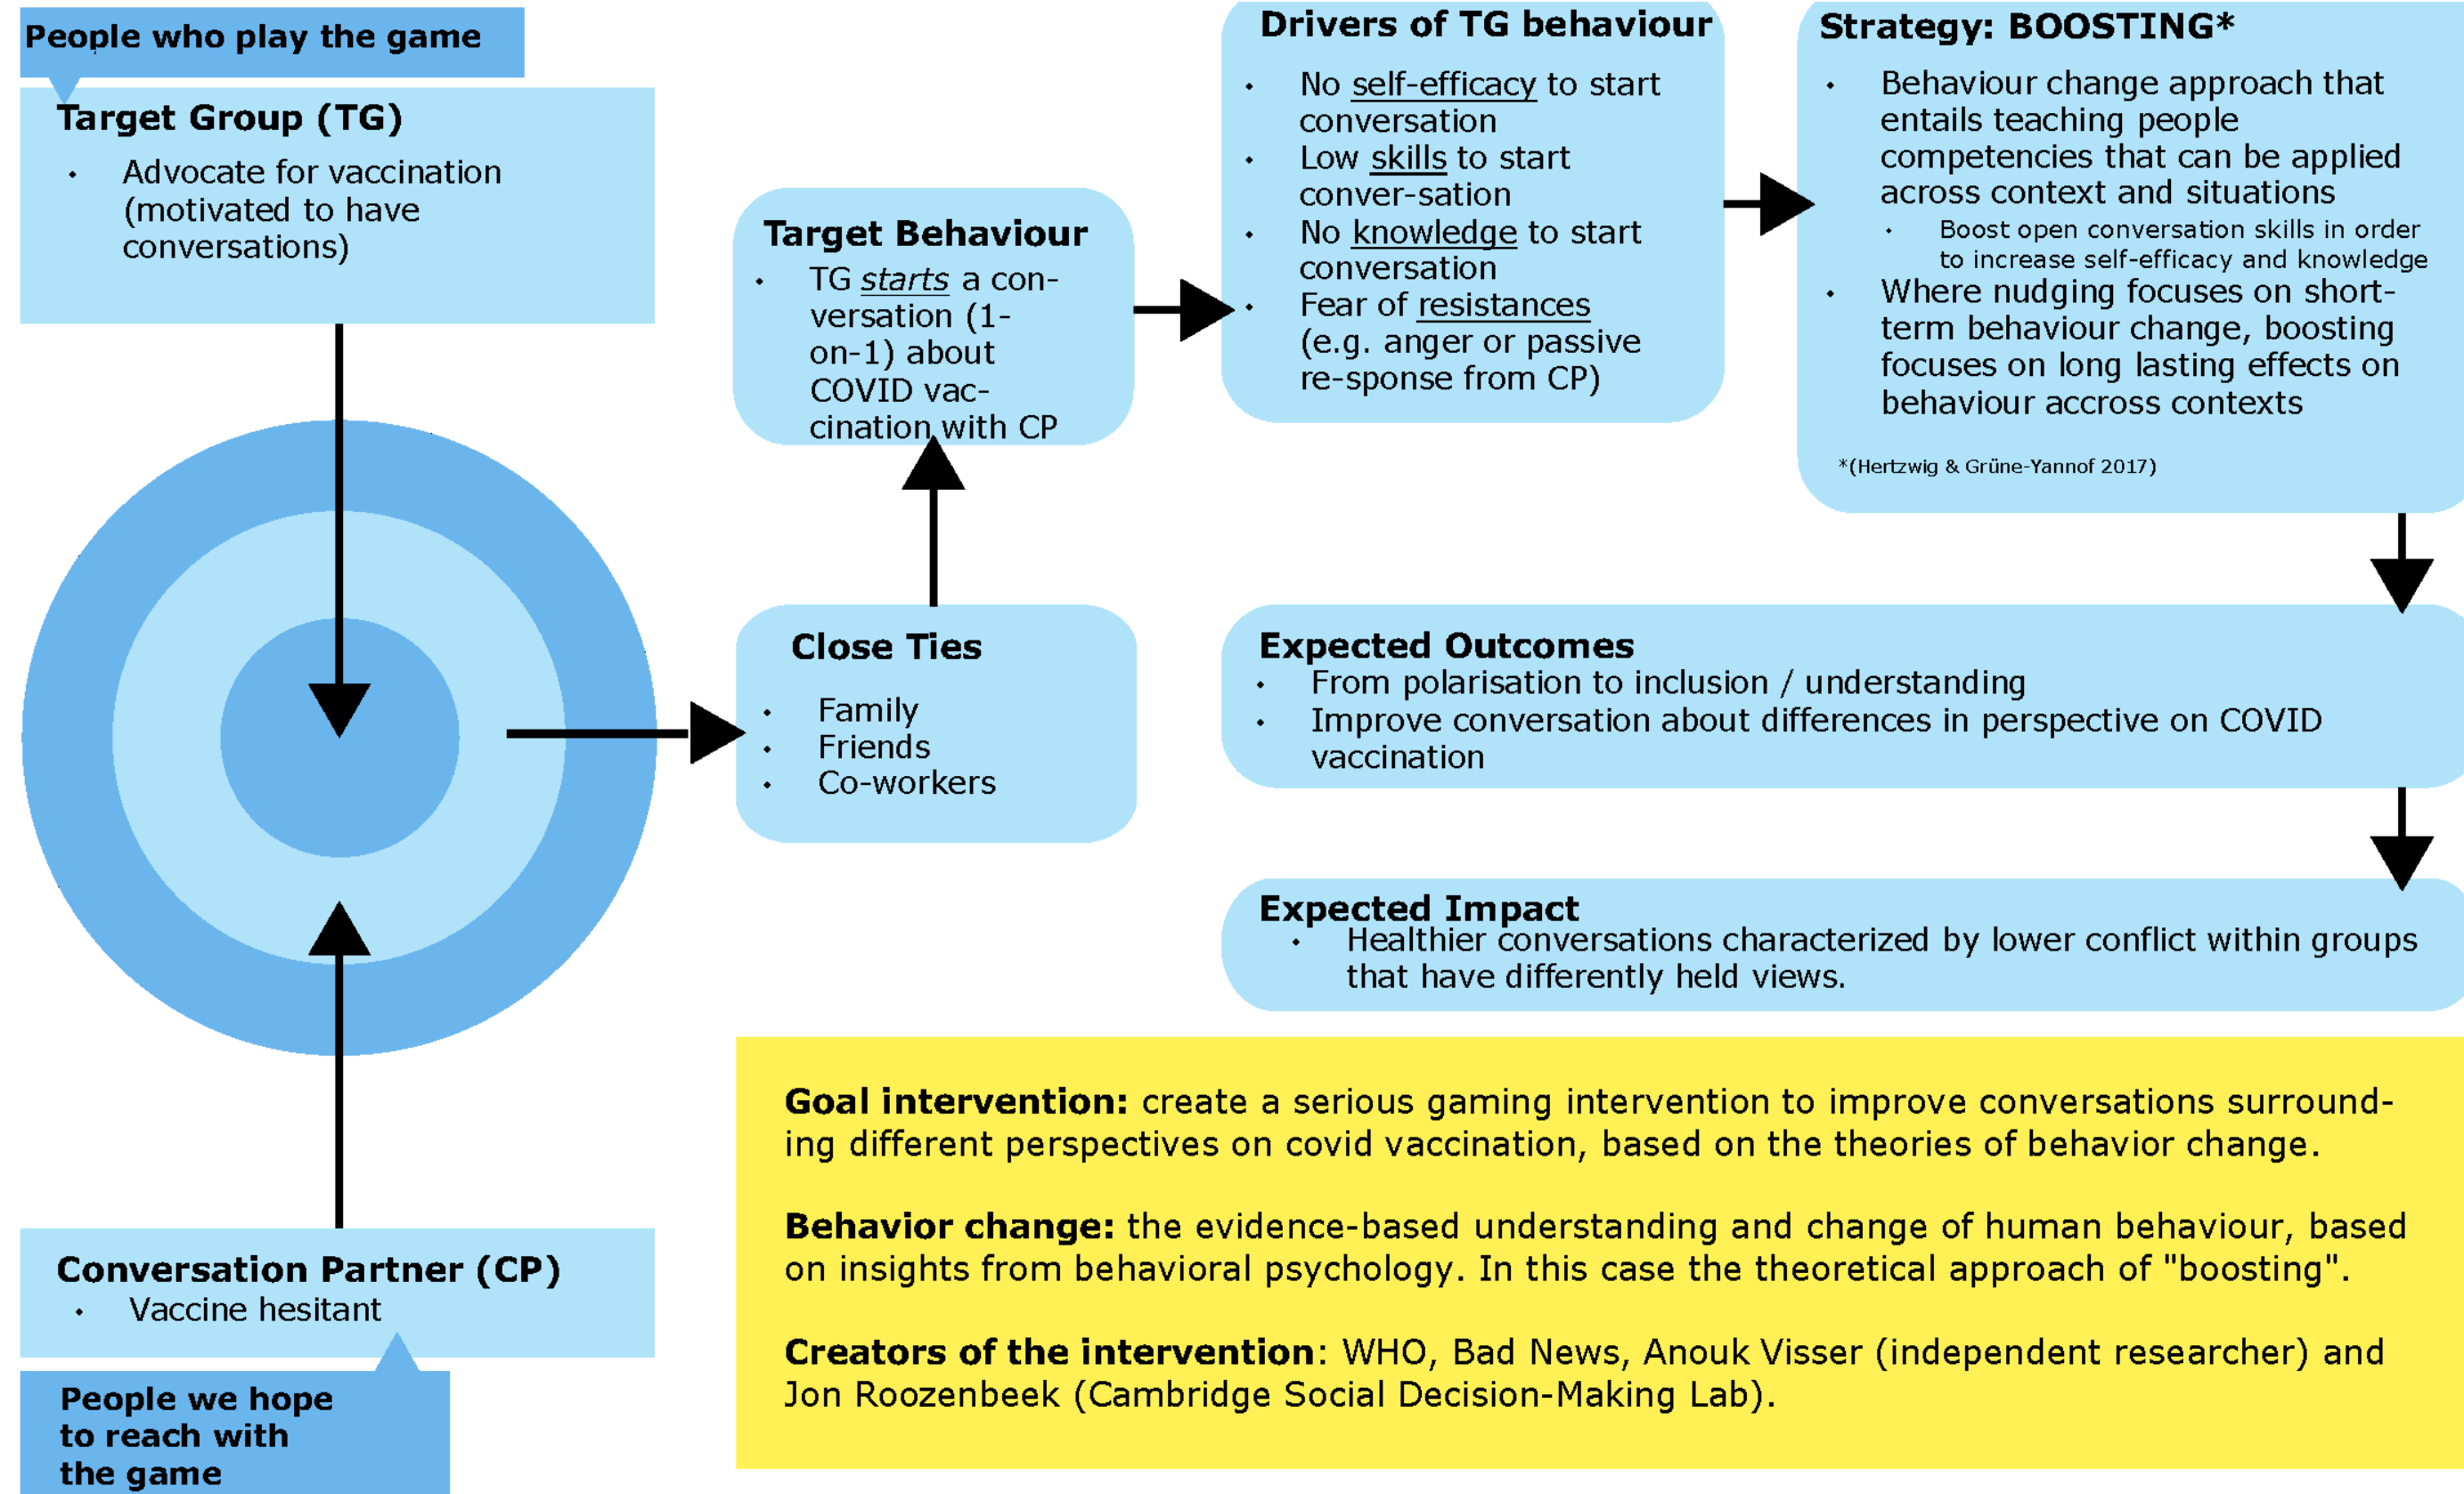 People who play the game
Target Group (TG)
• Advocate for vaccination
(motivated to have
conversations)
Conversation Partner (CP)
• Vaccine hesitant
People we hope
to reach with
the game
Close Ties
• Family
• Friends
• Co-workers
Target Behaviour
• TG starts a con-
versation (1-
on-1) about
COVID vac-
cination with CP
Drivers of TG behaviour
• No self-efficacy to start
conversation
• Low skills to start
conver-sation
• No knowledge to start
conversation
• Fear of resistances
(e.g. anger or passive
re-sponse from CP)
Strategy: BOOSTING*
• Behaviour change approach that
entails teaching people
competencies that can be applied
across context and situations
• Boost open conversation skills in order
to increase self-efficacy and knowledge
• Where nudging focuses on short-
term behaviour change, boosting
focuses on long lasting effects on
behaviour accross contexts
*(Hertzwig & Grüne-Yannof 2017)
Expected Outcomes
• From polarisation to inclusion / understanding
• Improve conversation about differences in perspective on COVID
vaccination
Expected Impact
• Healthier conversations characterized by lower conflict within groups
that have differently held views.
Goal intervention: create a serious gaming intervention to improve conversations surround-
ing different perspectives on covid vaccination, based on the theories of behavior change.
Behavior change: the evidence-based understanding and change of human behaviour, based
on insights from behavioral psychology. In this case the theoretical approach of "boosting".
Creators of the intervention: WHO, Bad News, Anouk Visser (independent researcher) and
Jon Roozenbeek (Cambridge Social Decision-Making Lab).